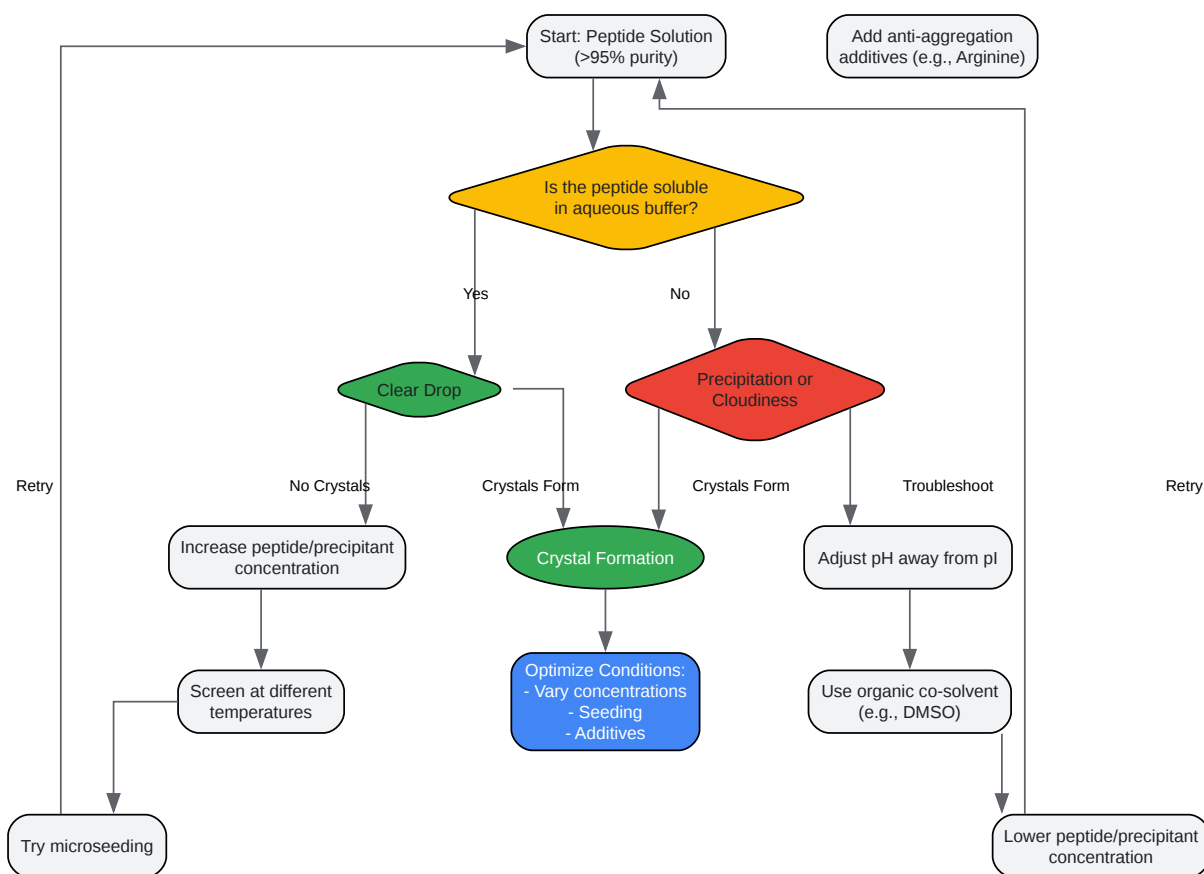 Start: Peptide Solution
(>95% purity)
Add anti-aggregation
additives (e.g., Arginine)
Is the peptide soluble
in aqueous buffer?
Yes
No
Clear Drop
Precipitation or
Cloudiness
Retry
No Crystals
Crystals Form
Crystals Form
Troubleshoot
Retry
Increase peptide/precipitant
concentration
Crystal Formation
Adjust pH away from pI
Screen at different
temperatures
Optimize Conditions:
- Vary concentrations
- Seeding
- Additives
Use organic co-solvent
(e.g., DMSO)
Try microseeding
Lower peptide/precipitant
concentration